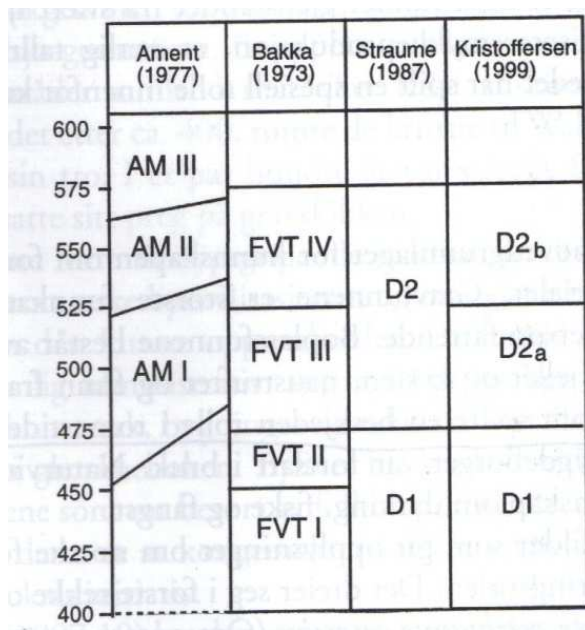 Ament Bakka Straume Kristoffersen
(1977) (1973) (1987) (1999)
600
AM III
575
AM II
550 FVT IV D2b
D2
525
AM I FVT III D2a
500
475
FVT II
450
D1 D1
FVT I
425
400